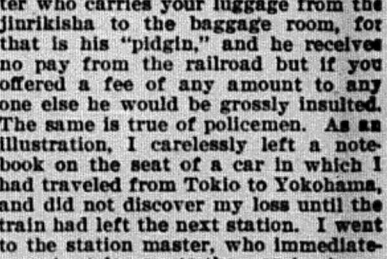 ter who carries your luggage from the
jinrikisha to the baggage room, for
that is his "pidgin," and he receives
no pay from the railroad but if you
offered a fee of any amount to any
one else he would be grossly insulted.
The same is true of policemen. As an
illustration, I carelessly left a note-
book on the seat of a car in which I
had traveled from Tokio to Yokohama,
and did not discover my loss until the
train had left the next station. I went
to the station master, who immediate-